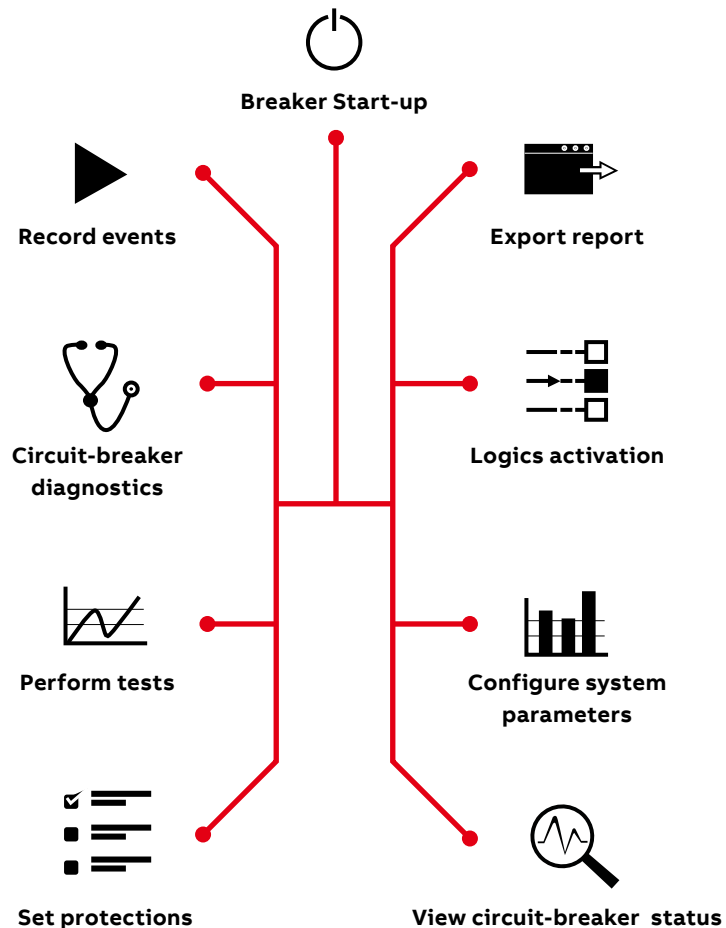 Breaker Start-up
Record events
Export report
Circuit-breaker
diagnostics
Logics activation
Perform tests
Configure system
parameters
Set protections
View circuit-breaker status